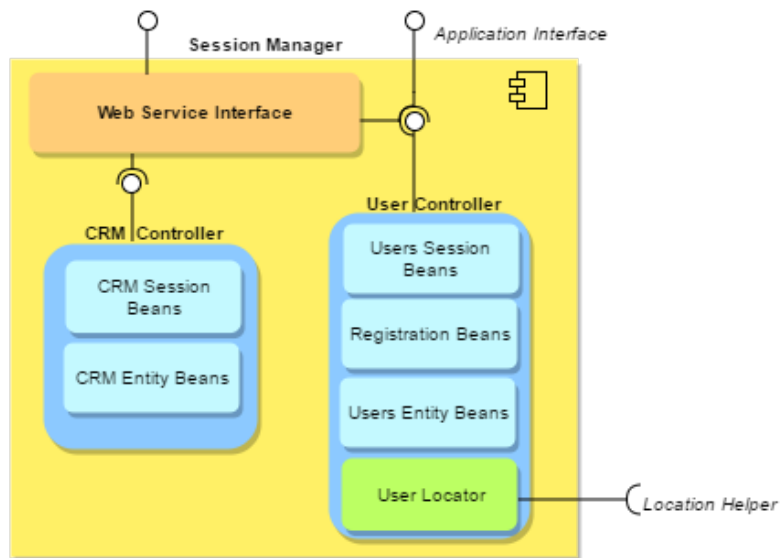 Application Interface
Session Manager
Web Service Interface
User Controller
CRM Controller
Users Session
Beans
CRM Session
Beans
Registration Beans
CRM Entity Beans
Users Entity Beans
User Locator
Location Helper